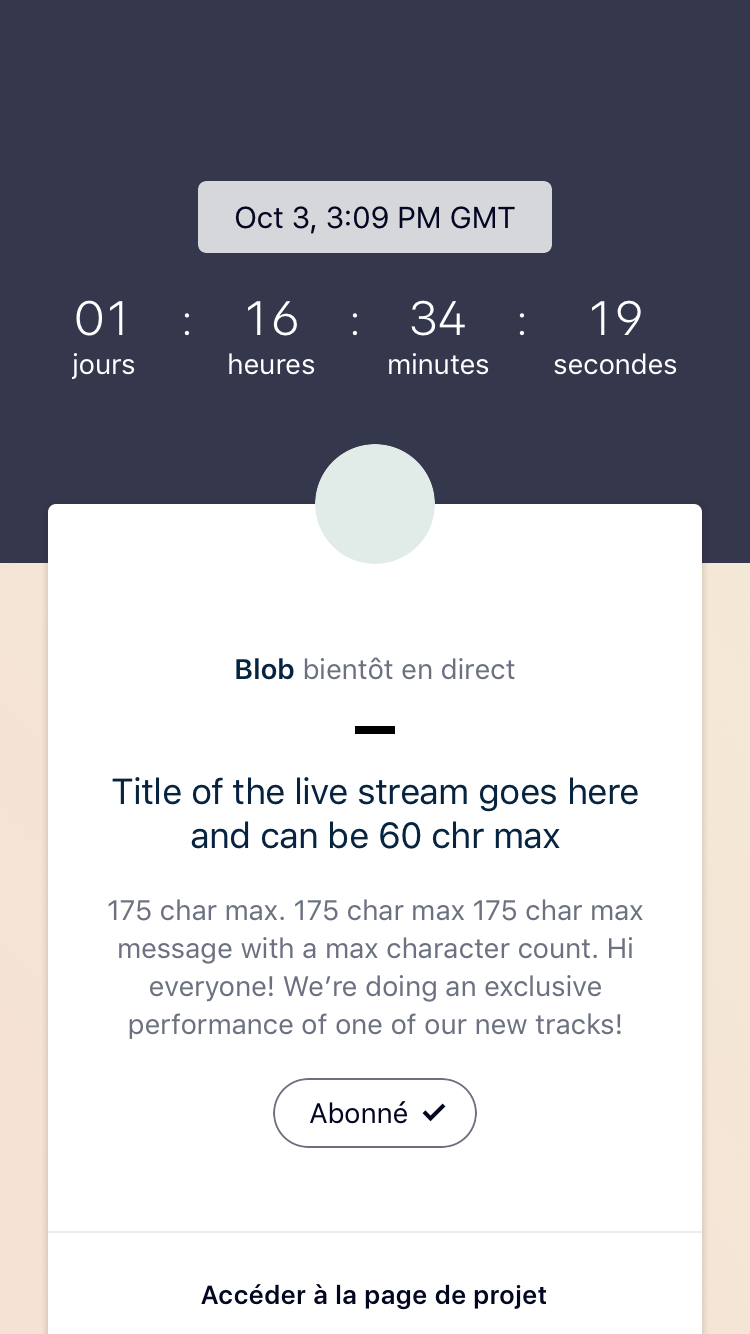 Oct 3, 3:09 PM GMT
01 : 16 : 34 : 19
jours heures minutes secondes
Blob bientôt en direct
Title of the live stream goes here
and can be 60 chr max
175 char max. 175 char max 175 char max
message with a max character count. Hi
everyone! We’re doing an exclusive
performance of one of our new tracks!
Abonné
Accéder à la page de projet